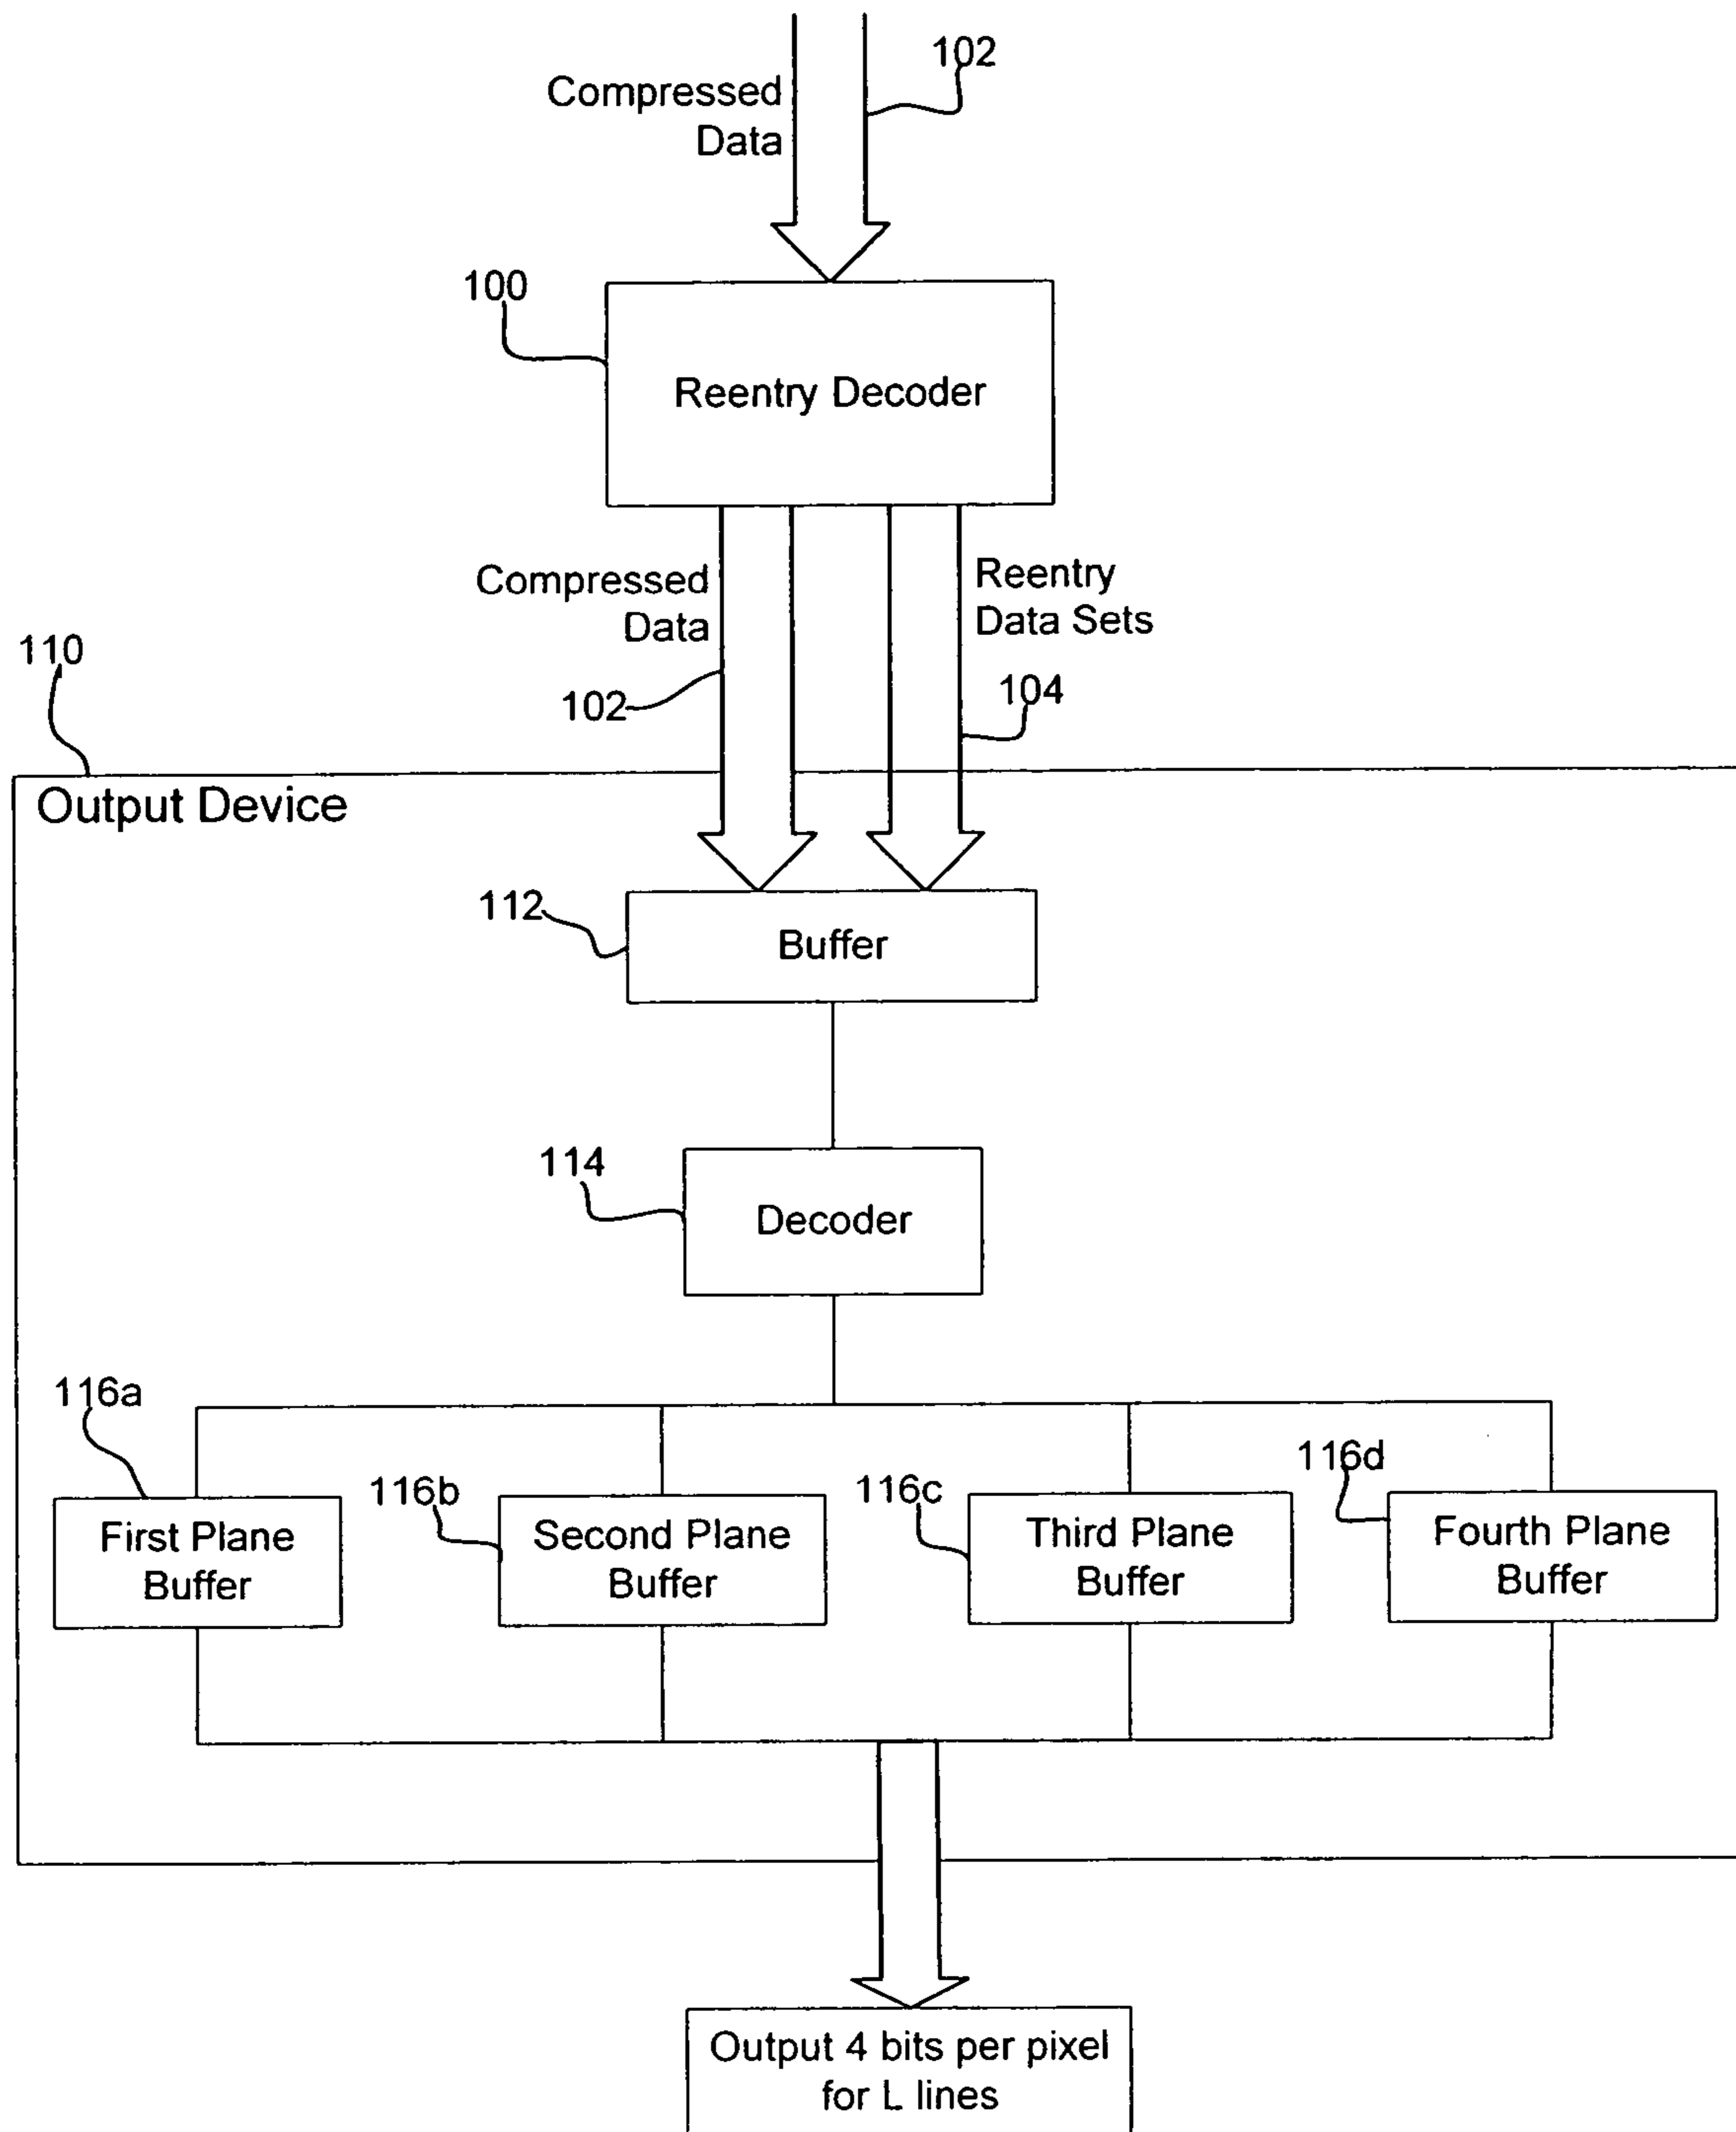 102
Compressed
Data
100
Reentry Decoder
Compressed
Data
Reentry
Data Sets
110
102
104
Output Device
112
Buffer
114
Decoder
116a
116b
116c
116d
First Plane
Buffer
Second Plane
Buffer
Third Plane
Buffer
Fourth Plane
Buffer
Output 4 bits per pixel
for L lines